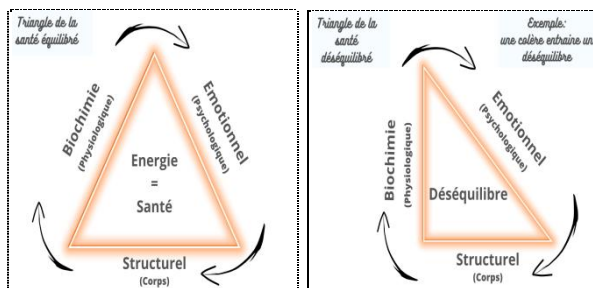 Triangle de la
santé équilibré
Biochimie
(Physiologique)
Emotionnel
(Psychologique)
Energie
=
Santé
Structurel
(Corps)
Triangle de la
santé
déséquilibré
Exemple:
une colère entraine un
déséquilibre
Biochimie
(Physiologique)
Emotionnel
(Psychologique)
Déséquilibre
Structurel
(Corps)